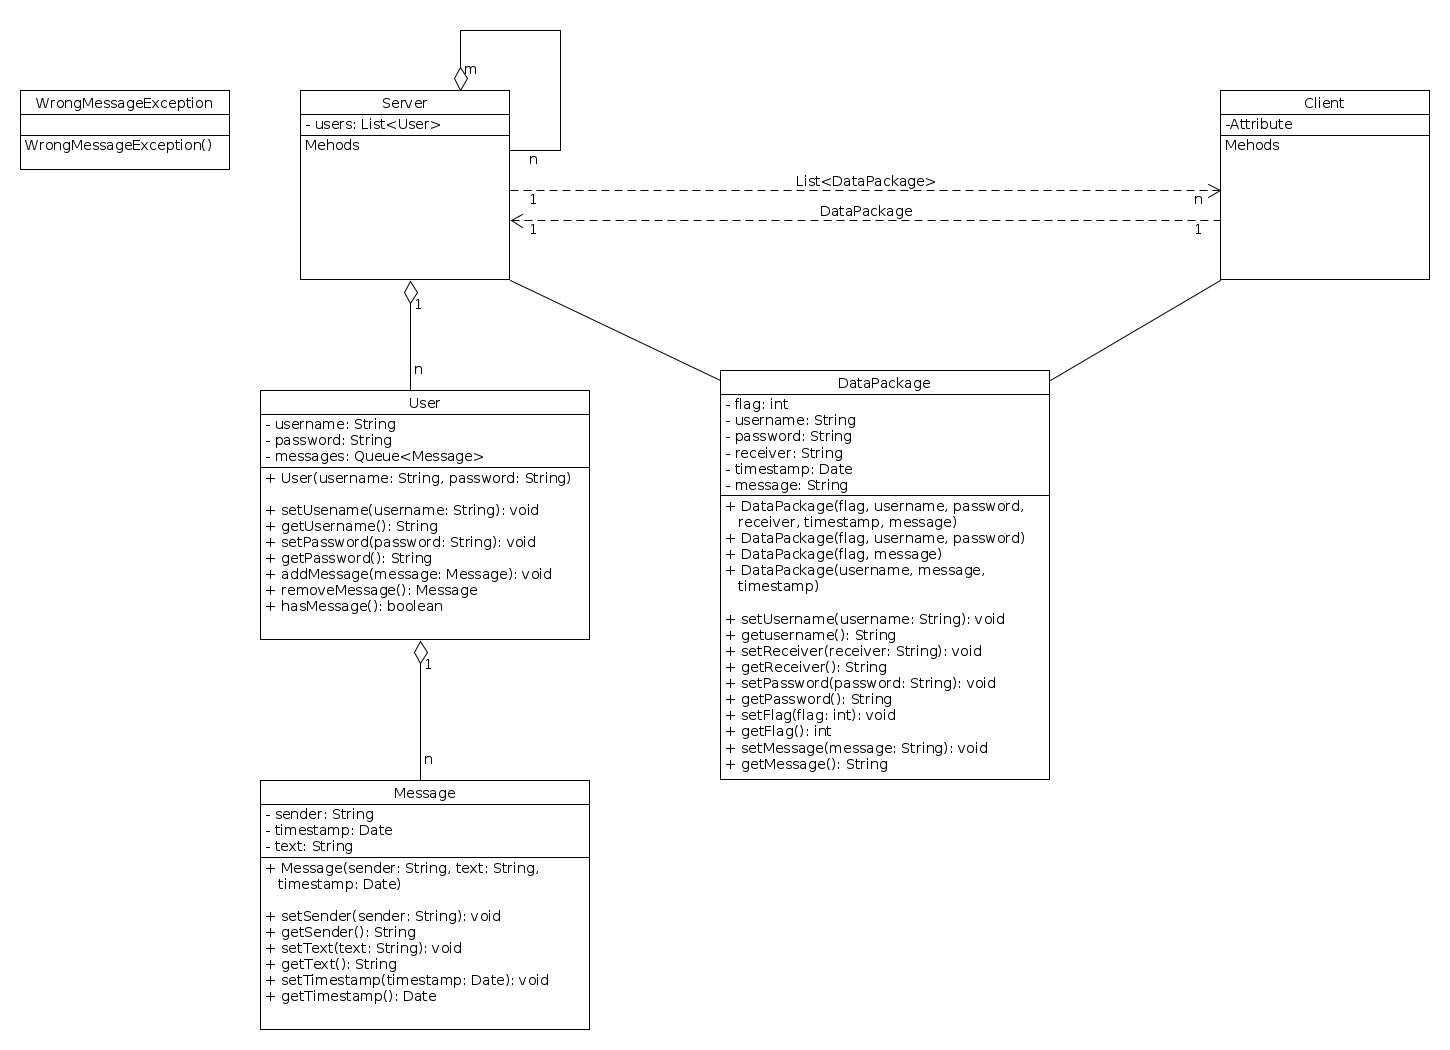 WrongMessageException
WrongMessageException()
m
Server
- users: List<User>
Mehods
n
Client
-Attribute
Mehods
List<DataPackage>
1
n
DataPackage
1
1
1
n
User
- username: String
- password: String
- messages: Queue<Message>
+ User(username: String, password: String)
+ setUsename(username: String): void
+ getUsername(): String
+ setPassword(password: String): void
+ getPassword(): String
+ addMessage(message: Message): void
+ removeMessage(): Message
+ hasMessage(): boolean
1
n
DataPackage
- flag: int
- username: String
- password: String
- receiver: String
- timestamp: Date
- message: String
+ DataPackage(flag, username, password,
receiver, timestamp, message)
+ DataPackage(flag, username, password)
+ DataPackage(flag, message)
+ DataPackage(username, message,
timestamp)
+ setUsername(username: String): void
+ getusername(): String
+ setReceiver(receiver: String): void
+ getReceiver(): String
+ setPassword(password: String): void
+ getPassword(): String
+ setFlag(flag: int): void
+ getFlag(): int
+ setMessage(message: String): void
+ getMessage(): String
Message
- sender: String
- timestamp: Date
- text: String
+ Message(sender: String, text: String,
timestamp: Date)
+ setSender(sender: String): void
+ getSender(): String
+ setText(text: String): void
+ getText(): String
+ setTimestamp(timestamp: Date): void
+ getTimestamp(): Date